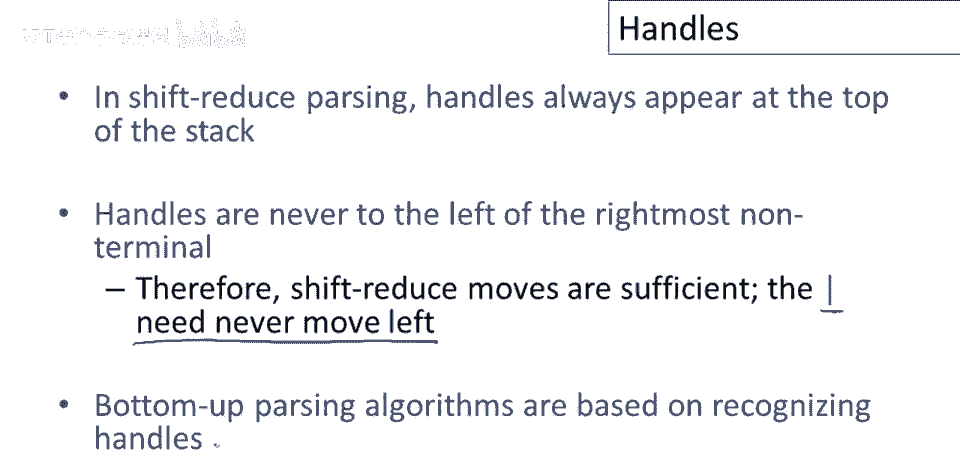 Handles
• In shift-reduce parsing, handles always appear at the top
of the stack
• Handles are never to the left of the rightmost non-
terminal
– Therefore, shift-reduce moves are sufficient; the |
need never move left
• Bottom-up parsing algorithms are based on recognizing
handles